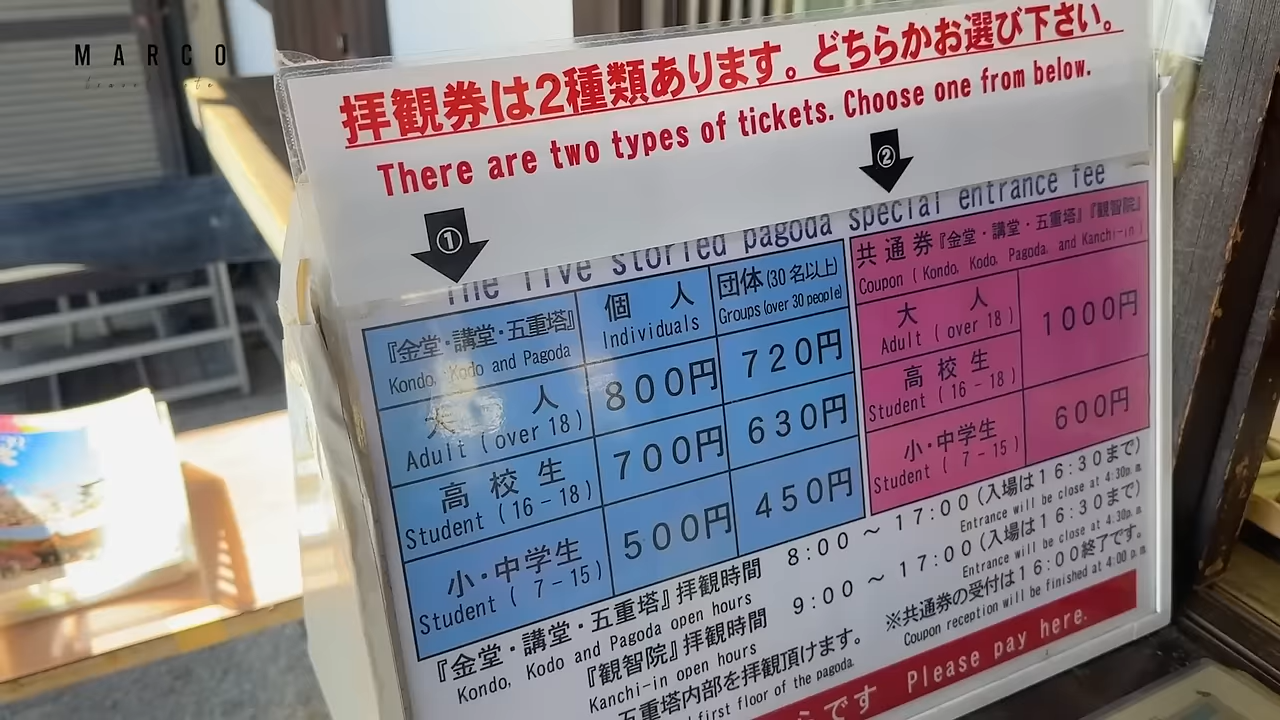 MARCO
拝観券は2種類あります。どちらかお選び下さい。
There are two types of tickets. Choose one from below.
①
②
The five storied pagoda special entrance fee
『金堂・講堂・五重塔』
Kondo, Kodo and Pagoda
個人
Individuals
団体(30名以上)
Groups(over 30 people)
大人
Adult (over 18)
800円
720円
高校生
Student (16-18)
700円
630円
小・中学生
Student ( 7-15)
500円
450円
共通券『金堂・講堂・五重塔』『観智院』
Coupon ( Kondo, Kodo, Pagoda, and Kanchi-in )
大人
Adult ( over 18 )
1000円
高校生
Student (16-18)
小・中学生
Student ( 7-15)
600円
『金堂・講堂・五重塔』拝観時間 8:00 ~ 17:00(入場は16:30まで)
Kondo, Kodo and Pagoda open hours Entrance will be close at 4:30p.m.
『観智院』拝観時間 9:00 ~ 17:00(入場は16:30まで)
Kanchi-in open hours Entrance will be close at 4:30p.m.
※共通券の受付は16:00終了です。
Coupon reception will be finished at 4:00 p.m.
五重塔内部を拝観頂けます。
first floor of the pagoda.
です Please pay here.